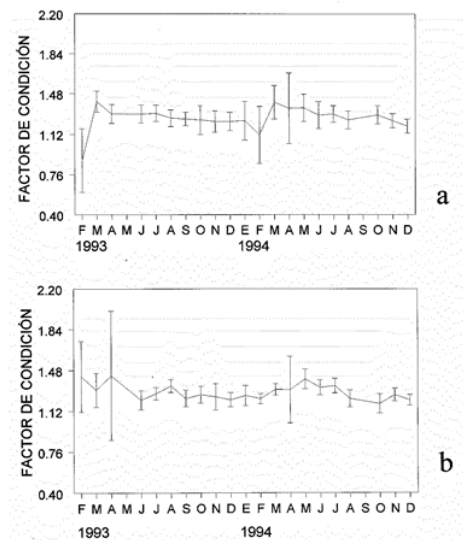 2.20
1.84
1.48
1.12
0.76
0.40
FACTOR DE CONDICIÓN
F M A M J J A S O N D E F M A M J J A S O N D
1993 1994
a
2.20
1.84
1.48
1.12
0.76
0.40
FACTOR DE CONDICIÓN
F M A M J J A S O N D E F M A M J J A S O N D
1993 1994
b